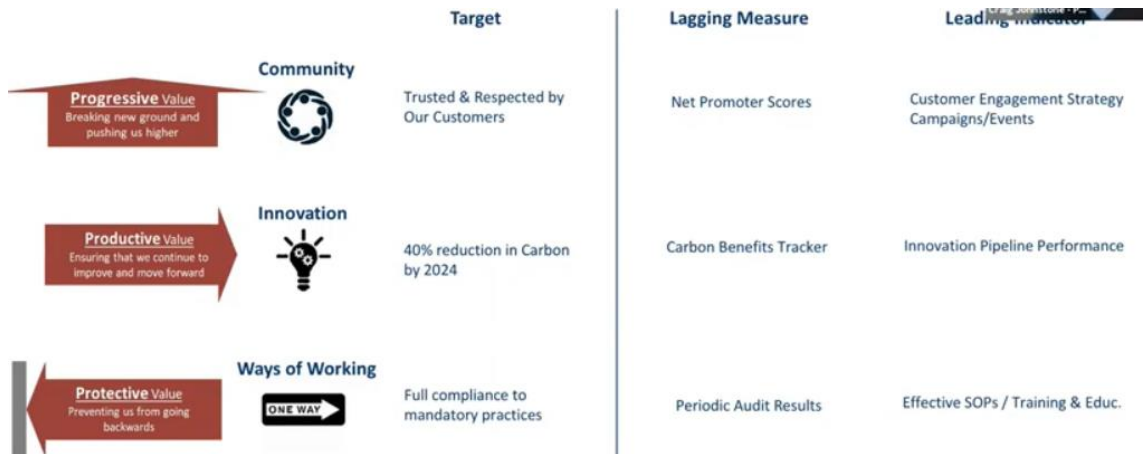 Target
Lagging Measure
Leading Indicator
Community
Progressive Value
Breaking new ground and
pushing us higher
Trusted & Respected by
Our Customers
Net Promoter Scores
Customer Engagement Strategy
Campaigns/Events
Innovation
Productive Value
Ensuring that we continue to
improve and move forward
40% reduction in Carbon
by 2024
Carbon Benefits Tracker
Innovation Pipeline Performance
Ways of Working
Protective Value
Preventing us from going
backwards
ONE WAY
Full compliance to
mandatory practices
Periodic Audit Results
Effective SOPs / Training & Educ.